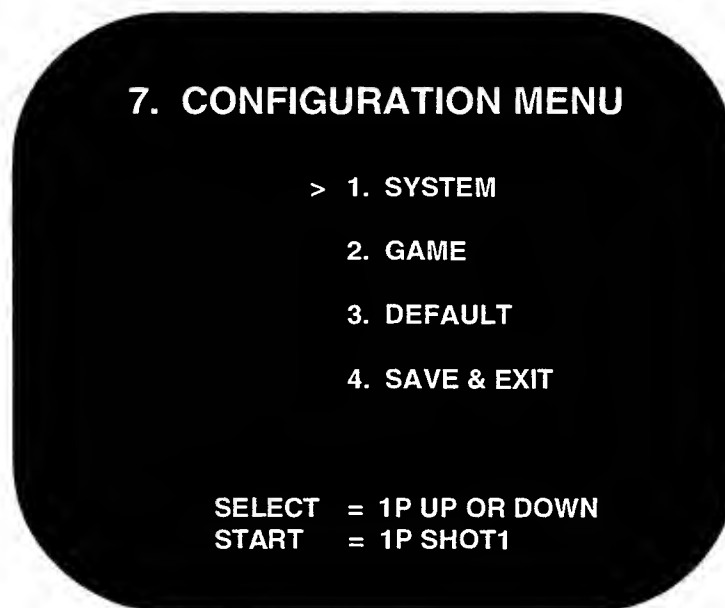 7. CONFIGURATION MENU
> 1. SYSTEM
2. GAME
3. DEFAULT
4. SAVE & EXIT
SELECT = 1P UP OR DOWN
START = 1P SHOT1